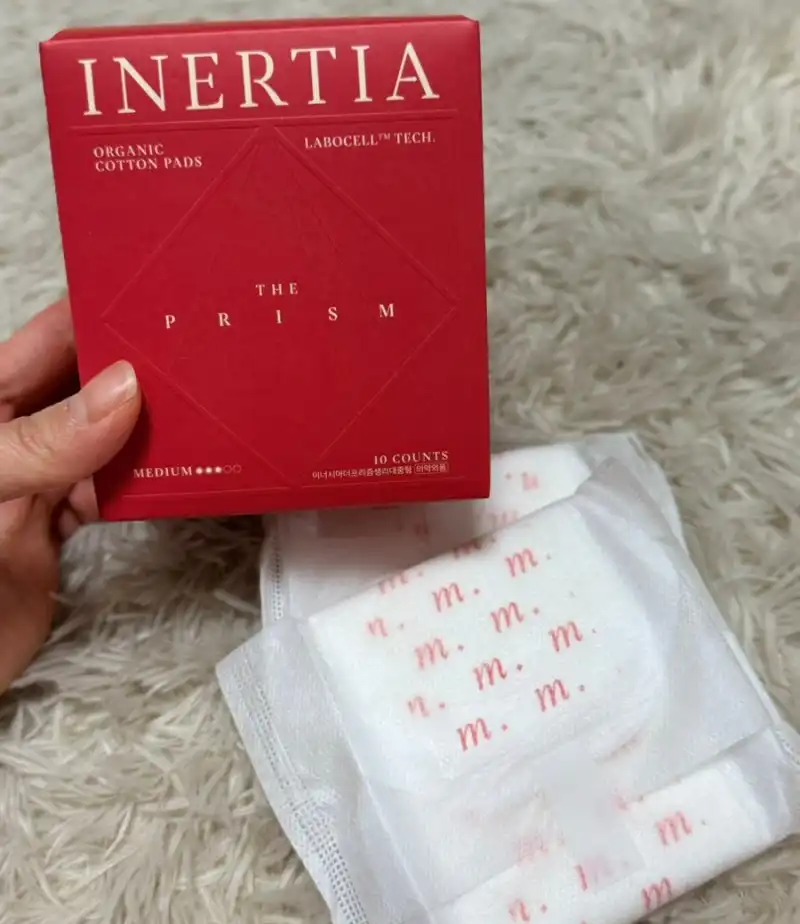 INERTIA
ORGANIC
COTTON PADS
LABOCELL™ TECH.
THE
PRISM
MEDIUM
10 COUNTS
이너시아더프리즘생리대중형 의약외품
m. m.
m. m.
m. m.
m. m.
m. m.
m.
m.
m.